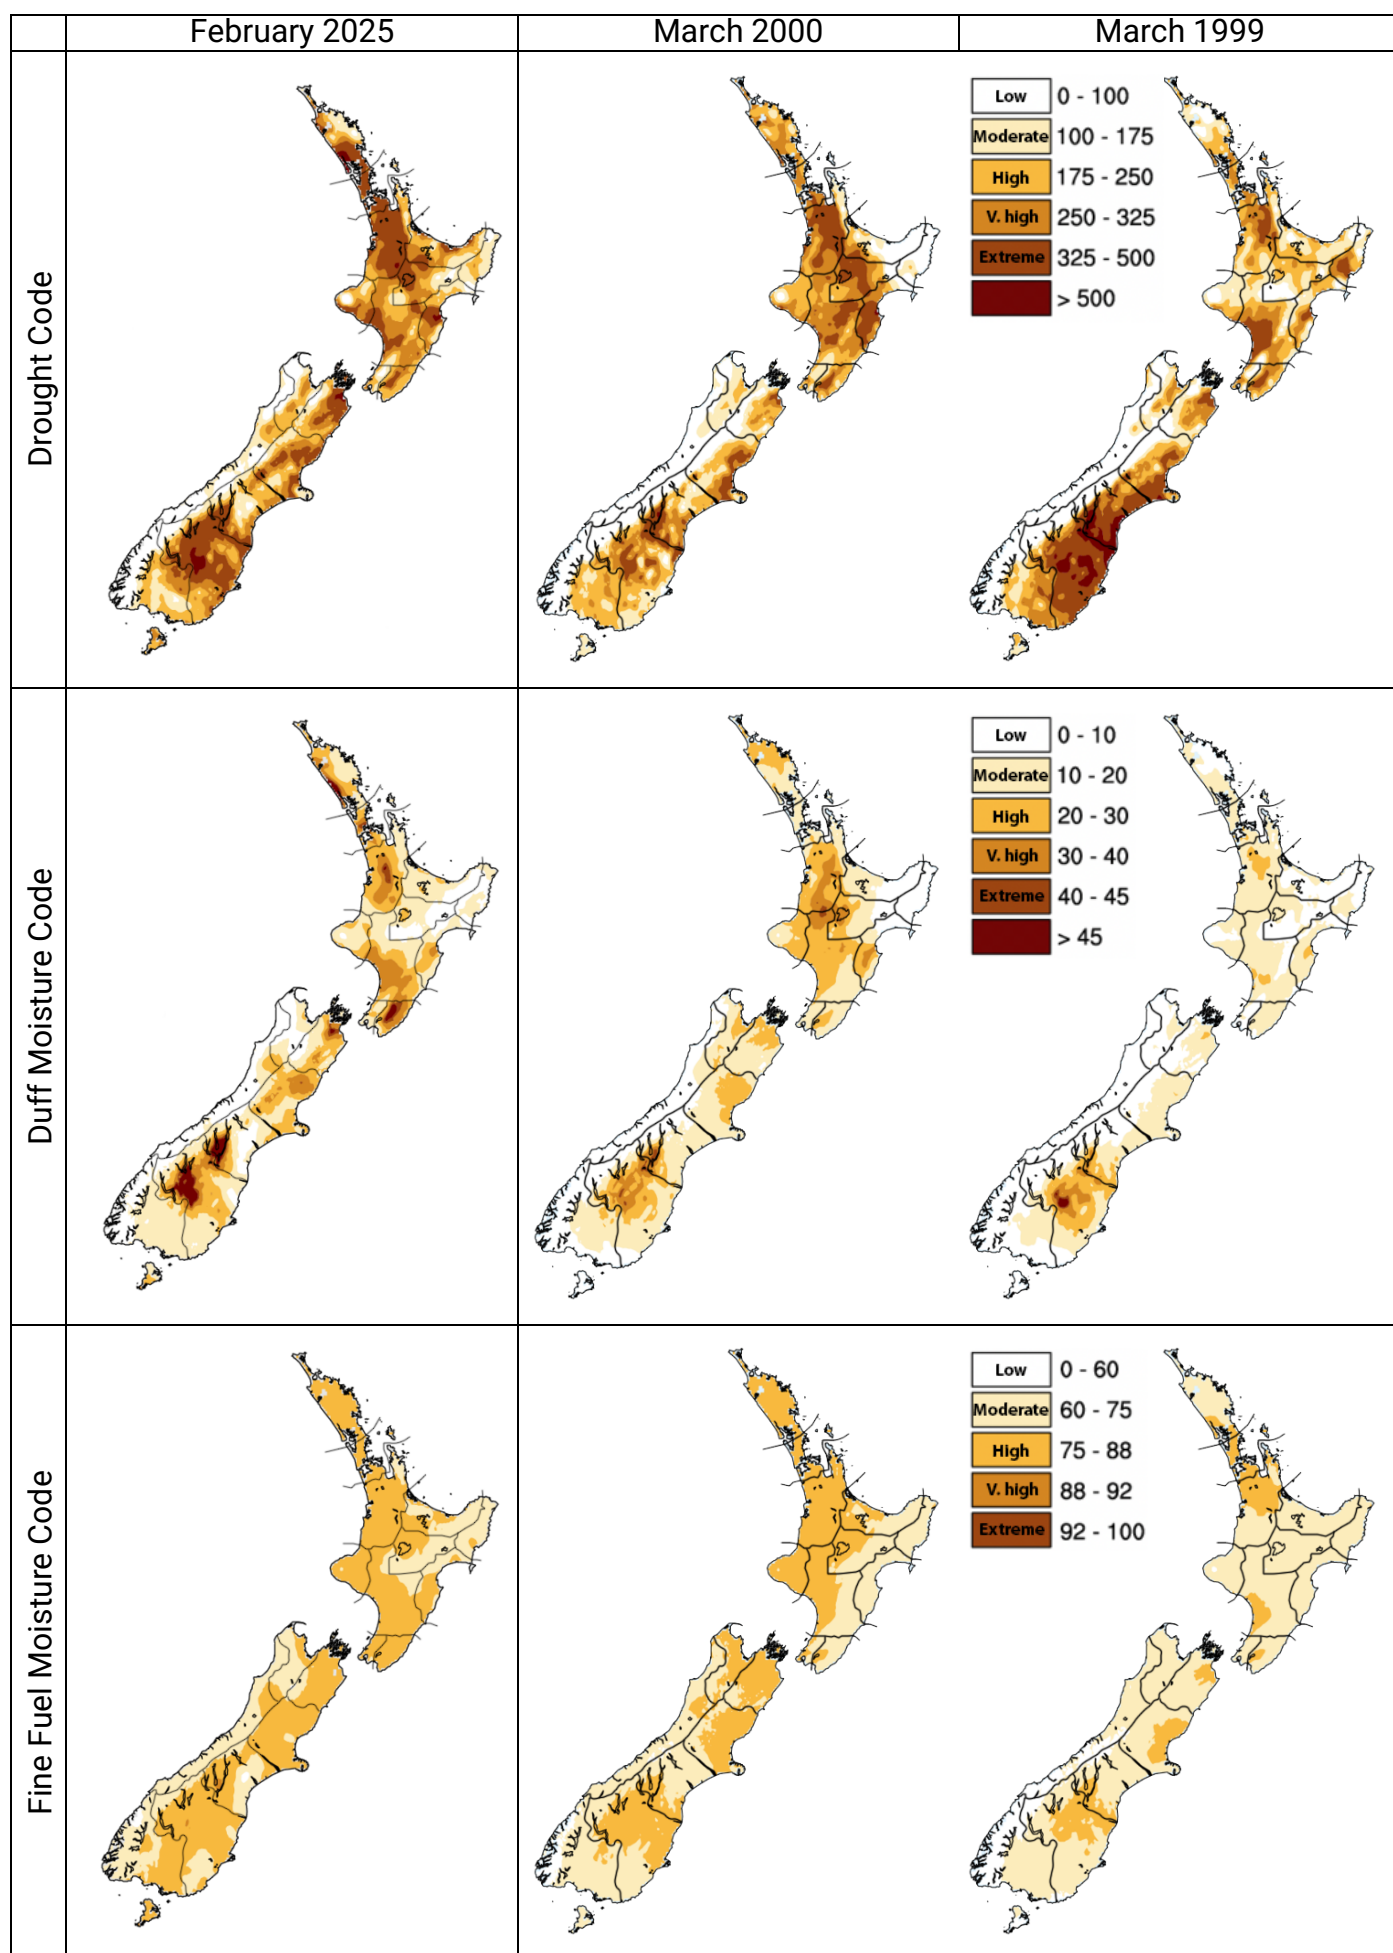 February 2025
March 2000
March 1999
Drought Code
Low 0 - 100
Moderate 100 - 175
High 175 - 250
V. high 250 - 325
Extreme 325 - 500
> 500
Duff Moisture Code
Low 0 - 10
Moderate 10 - 20
High 20 - 30
V. high 30 - 40
Extreme 40 - 45
> 45
Fine Fuel Moisture Code
Low 0 - 60
Moderate 60 - 75
High 75 - 88
V. high 88 - 92
Extreme 92 - 100